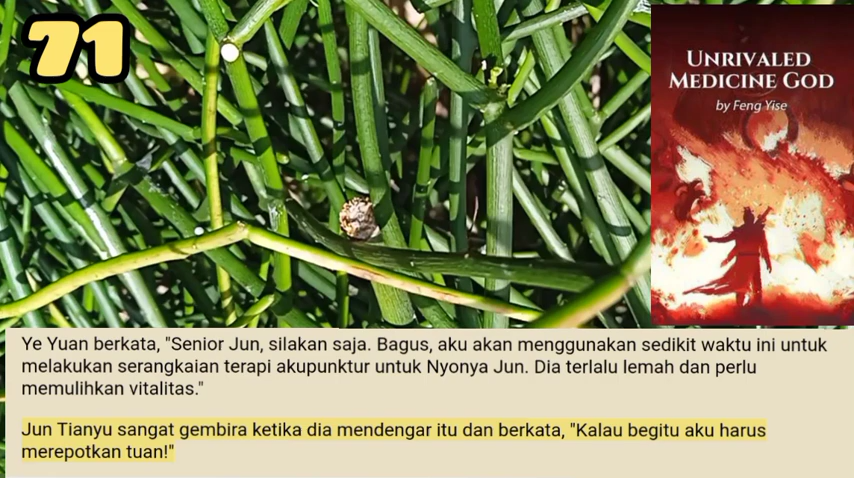 71
UNRIVALED
MEDICINE GOD
by Feng Yise
Ye Yuan berkata, "Senior Jun, silakan saja. Bagus, aku akan menggunakan sedikit waktu ini untuk
melakukan serangkaian terapi akupunktur untuk Nyonya Jun. Dia terlalu lemah dan perlu
memulihkan vitalitas."
Jun Tianyu sangat gembira ketika dia mendengar itu dan berkata, "Kalau begitu aku harus
merepotkan tuan!"